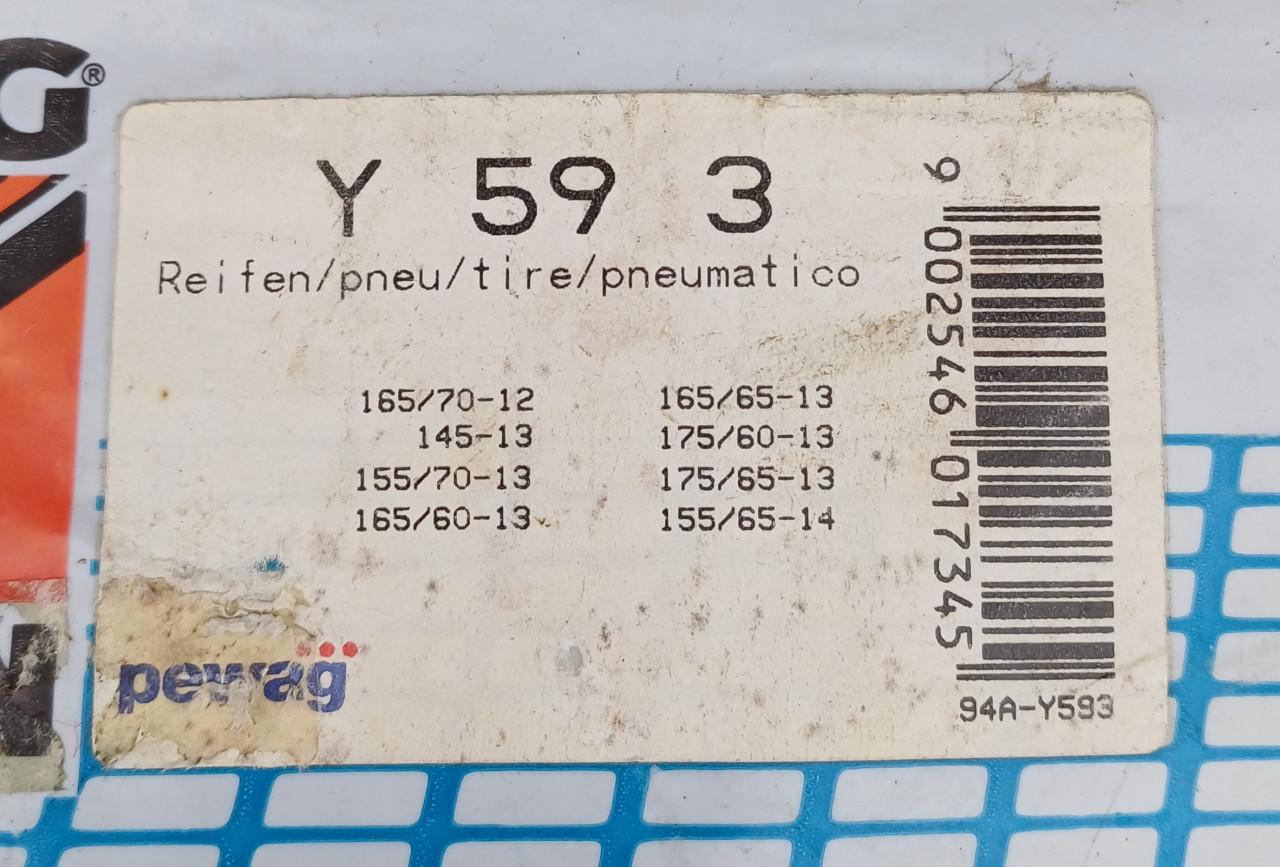 G®
Y 59 3
Reifen/pneu/tire/pneumatico
165/70-12 165/65-13
145-13 175/60-13
155/70-13 175/65-13
165/60-13 155/65-14
pewag
9 002546 017345
94A-Y593